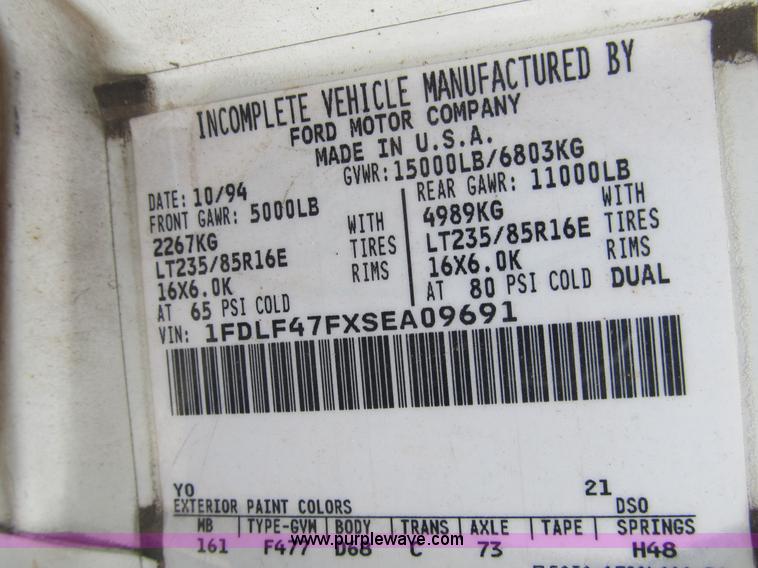 INCOMPLETE VEHICLE MANUFACTURED BY
FORD MOTOR COMPANY
MADE IN U.S.A.
DATE: 10/94 GVWR: 15000LB/6803KG
FRONT GAWR: 5000LB REAR GAWR: 11000LB
2267KG WITH 4989KG WITH
LT235/85R16E TIRES LT235/85R16E TIRES
16X6.0K RIMS 16X6.0K RIMS
AT 65 PSI COLD AT 80 PSI COLD DUAL
VIN: 1FDLF47FXSEA09691
YO 21
EXTERIOR PAINT COLORS DSO
WB TYPE-GVW BODY TRANS AXLE TAPE SPRINGS
161 F477 D68 C 73 H48
www.purplewave.com